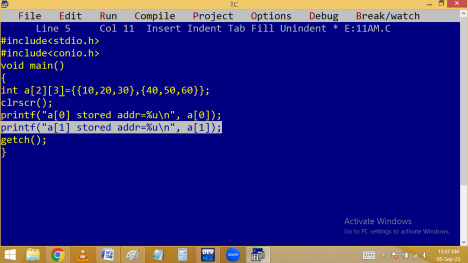 TC
File Edit Run Compile Project Options Debug Break/watch
Line 5 Col 11 Insert Indent Tab Fill Unindent * E:11AM.C
#include<stdio.h>
#include<conio.h>
void main()
{
int a[2][3]={{10,20,30},{40,50,60}};
clrscr();
printf("a[0] stored addr=%u\n", a[0]);
printf("a[1] stored addr=%u\n", a[1]);
getch();
}
Activate Windows
Go to PC settings to activate Windows.
11:47 AM
05-Sep-23